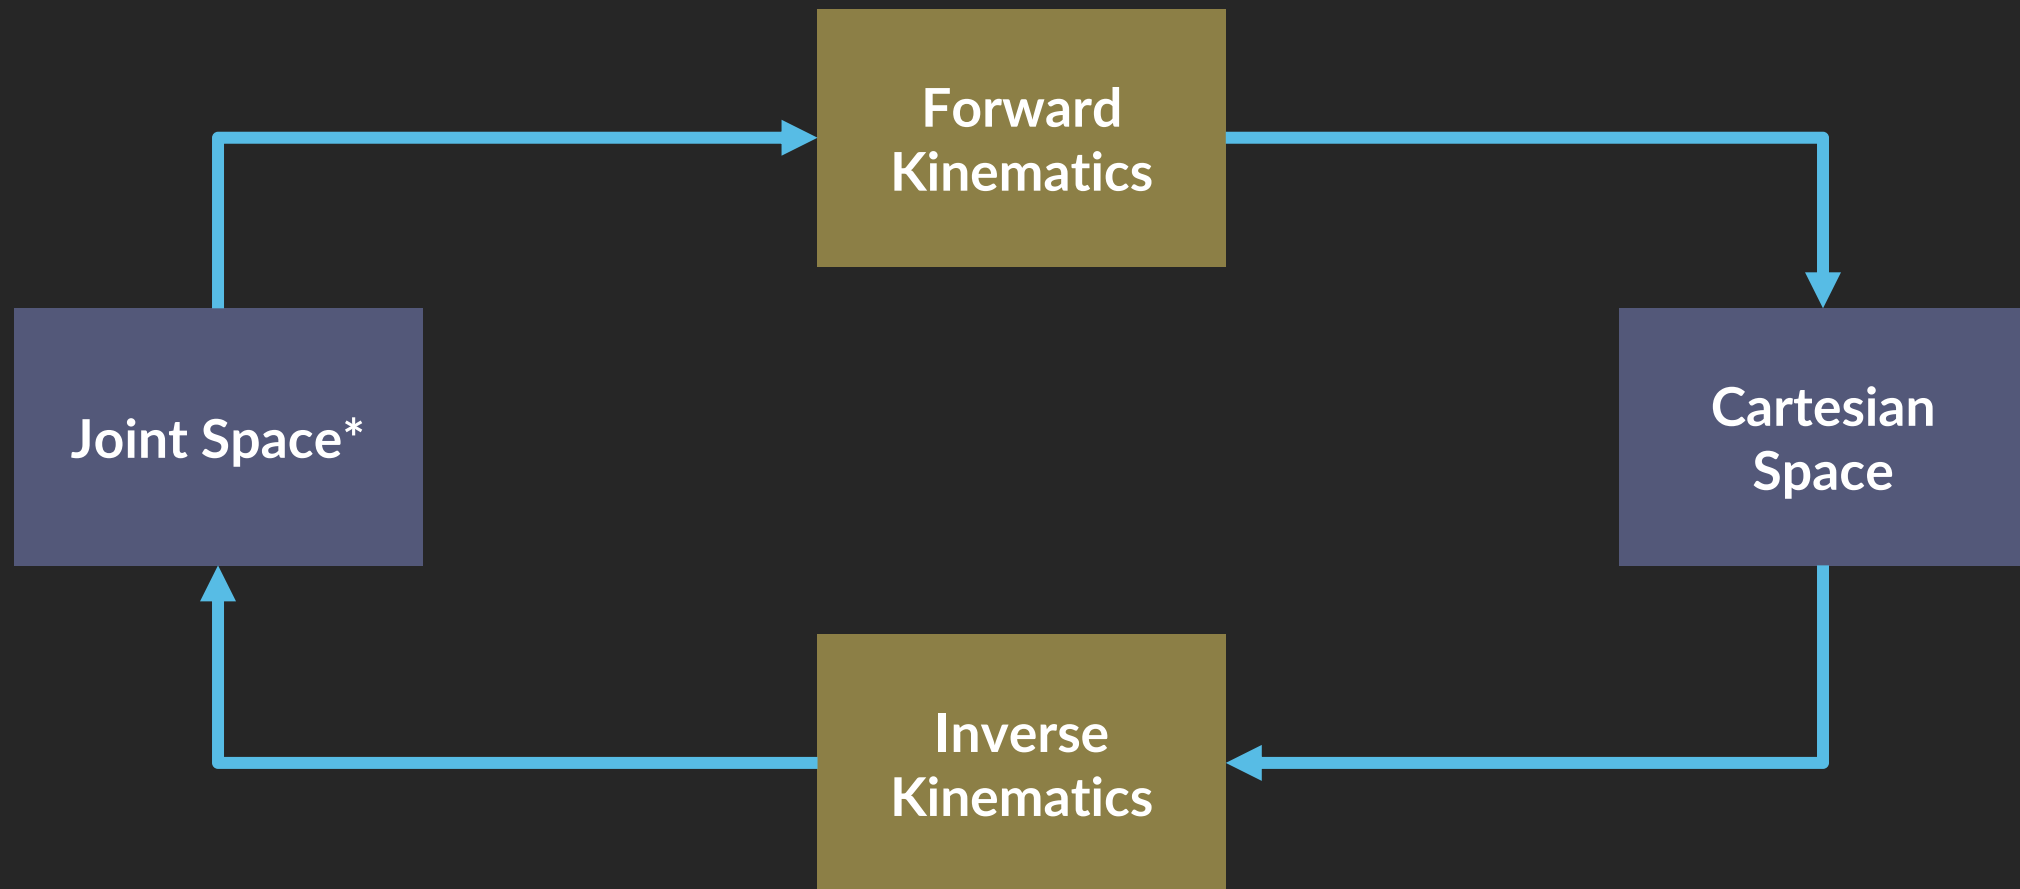 Forward
Kinematics
Joint Space*
Cartesian
Space
Inverse
Kinematics